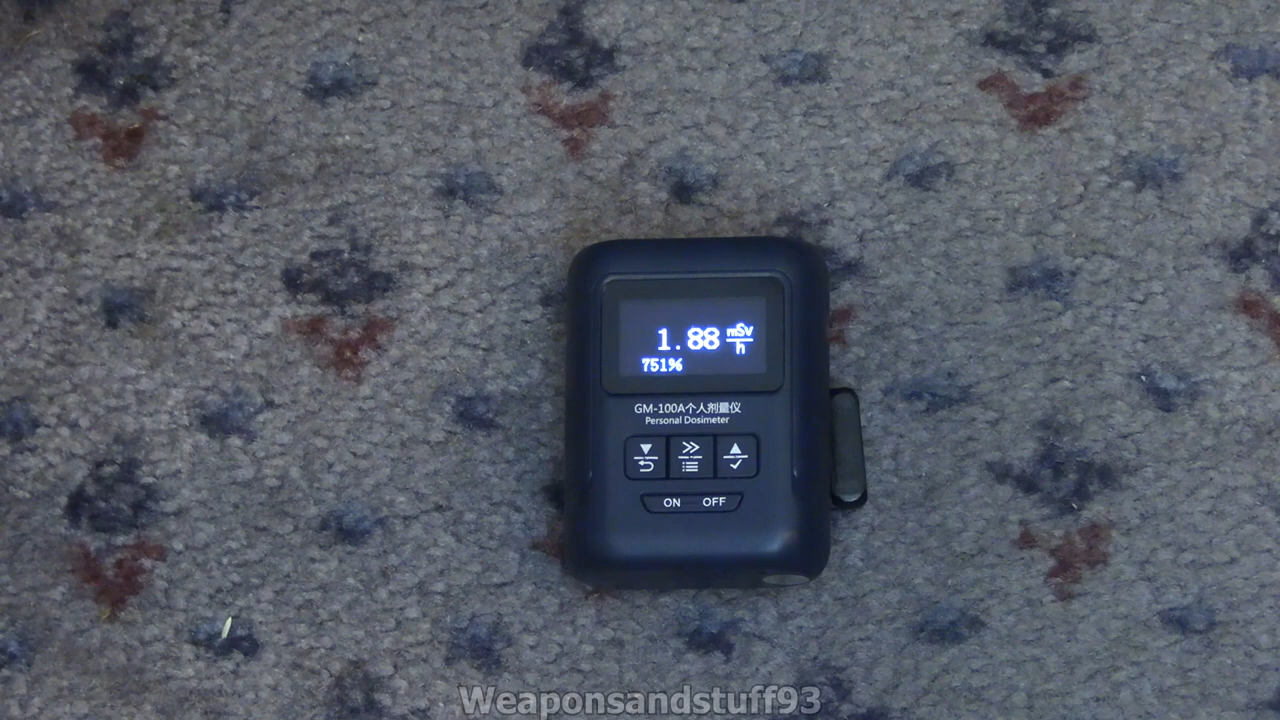 1.88 mSv/h
751%
GM-100A个人剂量仪
Personal Dosimeter
ON OFF
Weaponsandstuff93